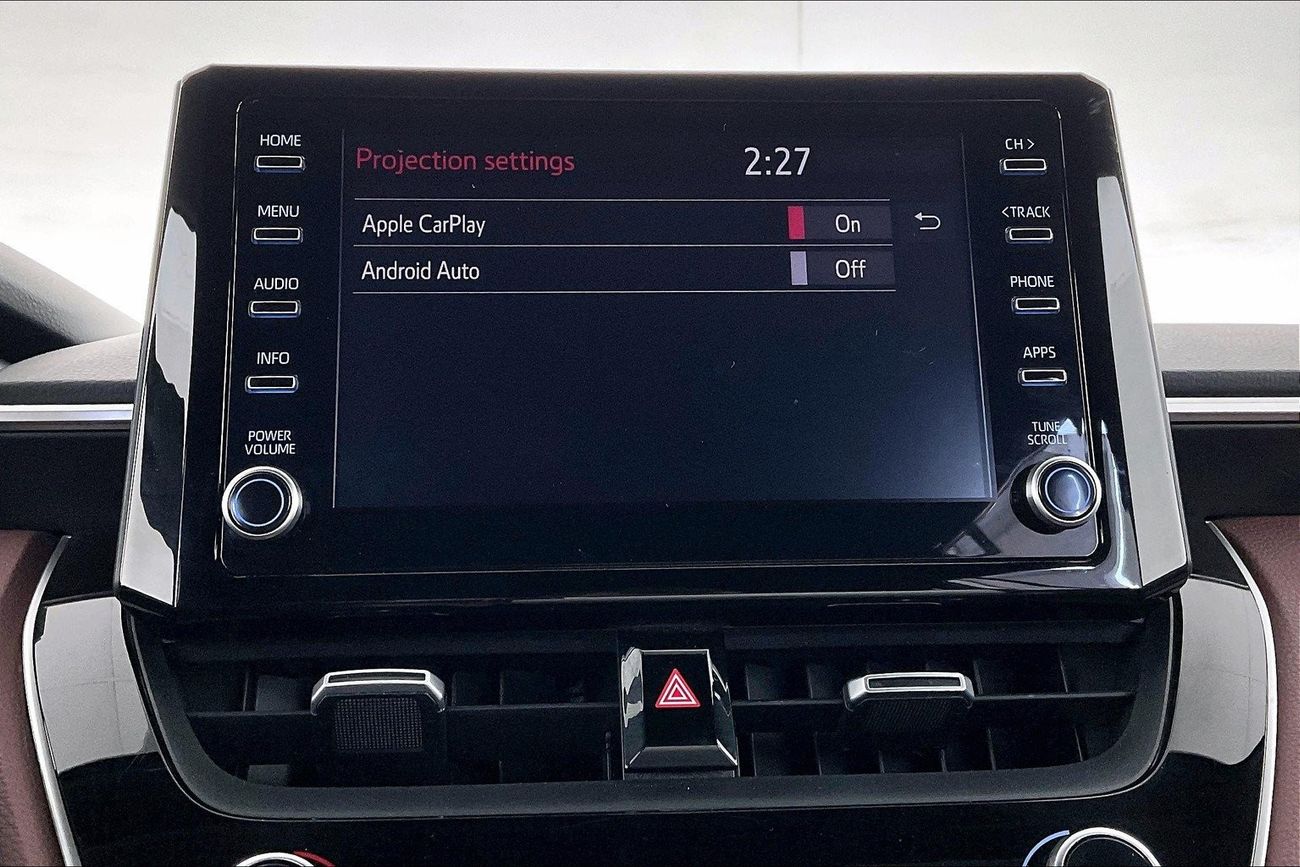 HOME
MENU
AUDIO
INFO
POWER
VOLUME
Projection settings 2:27
Apple CarPlay On
Android Auto Off
CH >
<TRACK
PHONE
APPS
TUNE
SCROLL